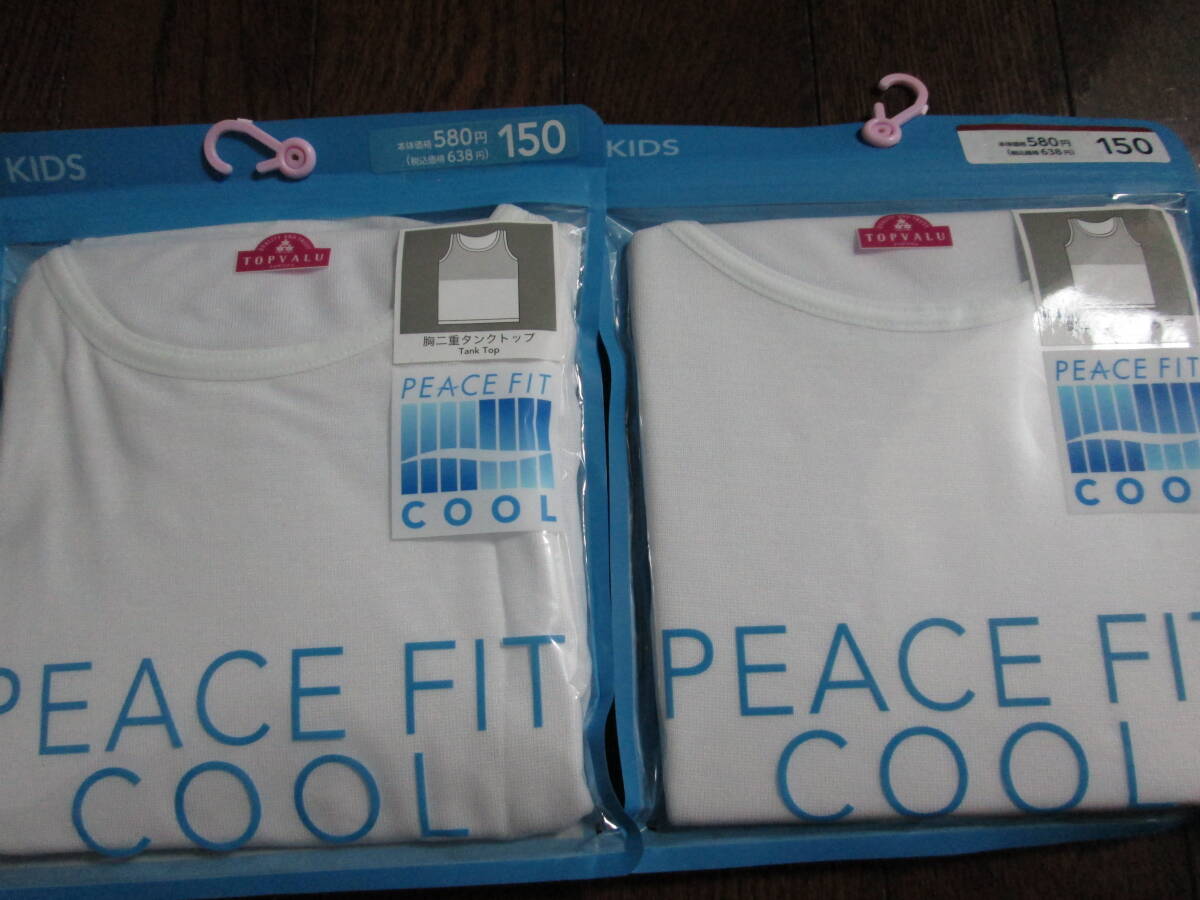 KIDS
本体価格 580円
(税込価格 638円)
150
TOPVALU
胸二重タンクトップ
Tank Top
PEACE FIT
COOL
PEACE FIT
COOL
KIDS
本体価格 580円
(税込価格 638円)
150
TOPVALU
PEACE FIT
COOL
PEACE FIT
COOL